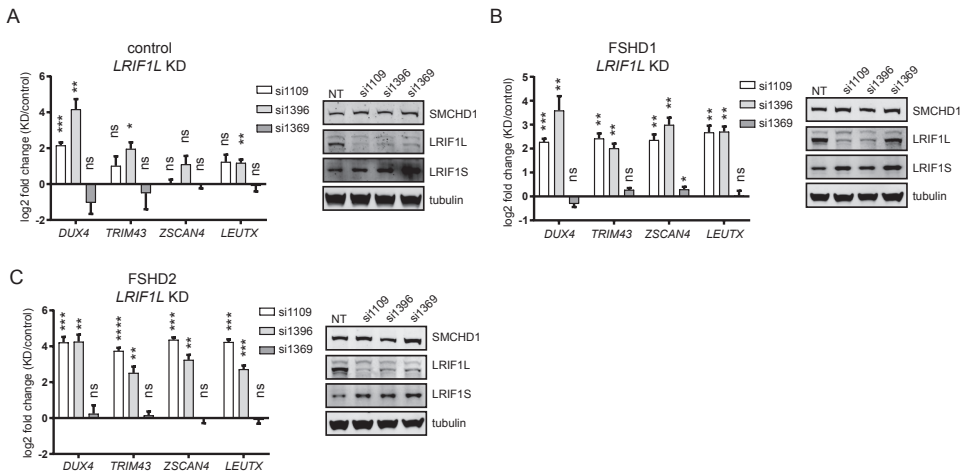 A
control
LRIF1L KD
log2 fold change (KD/control)
6
4
2
0
-2
*** ** ns
ns * ns
ns ns ns
ns ** ns
DUX4 TRIM43 ZSCAN4 LEUTX
si1109
si1396
si1369
NT si1109 si1396 si1369
SMCHD1
LRIF1L
LRIF1S
tubulin
B
FSHD1
LRIF1L KD
log2 fold change (KD/control)
6
4
2
0
-2
*** ** ns
** ** ns
** ** *
** ** ns
DUX4 TRIM43 ZSCAN4 LEUTX
si1109
si1396
si1369
NT si1109 si1396 si1369
SMCHD1
LRIF1L
LRIF1S
tubulin
C
FSHD2
LRIF1L KD
log2 fold change (KD/control)
6
4
2
0
-2
*** ** ns
**** ** ns
*** ** ns
*** *** ns
DUX4 TRIM43 ZSCAN4 LEUTX
si1109
si1396
si1369
NT si1109 si1396 si1369
SMCHD1
LRIF1L
LRIF1S
tubulin